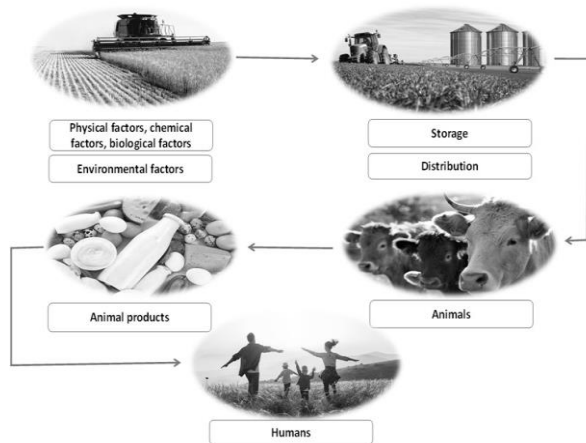 Physical factors, chemical
factors, biological factors
Environmental factors
Storage
Distribution
Animal products
Animals
Humans